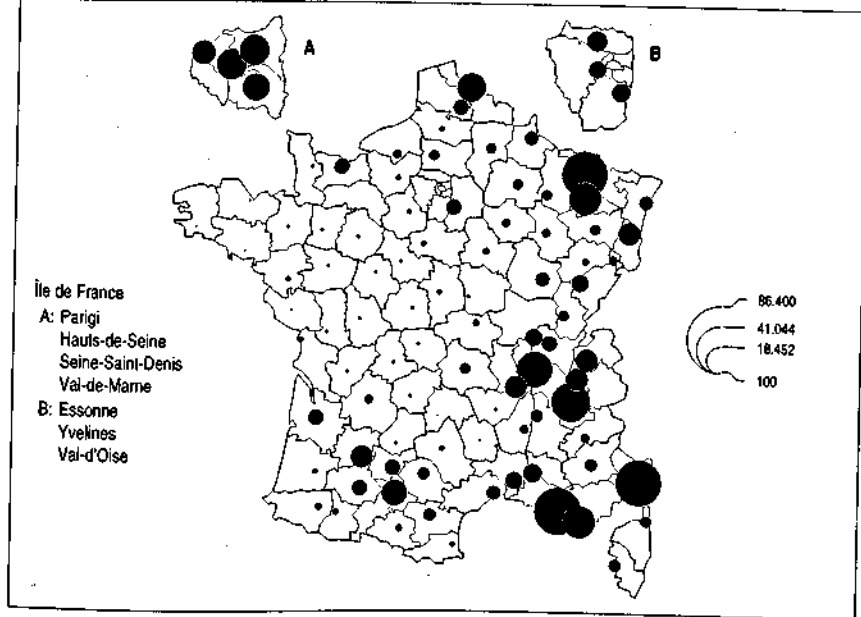 A
B
Île de France
A: Parigi
Hauts-de-Seine
Seine-Saint-Denis
Val-de-Marne
B: Essonne
Yvelines
Val-d'Oise
86.400
41.044
18.452
100